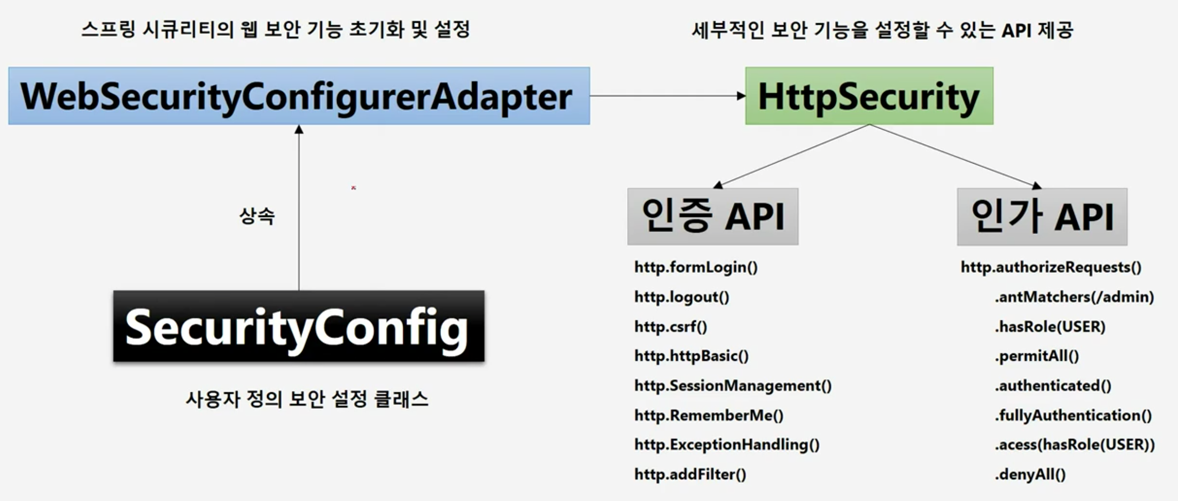 스프링 시큐리티의 웹 보안 기능 초기화 및 설정
WebSecurityConfigurerAdapter
상속
SecurityConfig
사용자 정의 보안 설정 클래스
세부적인 보안 기능을 설정할 수 있는 API 제공
HttpSecurity
인증 API
http.formLogin()
http.logout()
http.csrf()
http.httpBasic()
http.SessionManagement()
http.RememberMe()
http.ExceptionHandling()
http.addFilter()
인가 API
http.authorizeRequests()
.antMatchers(/admin)
.hasRole(USER)
.permitAll()
.authenticated()
.fullyAuthentication()
.acess(hasRole(USER))
.denyAll()